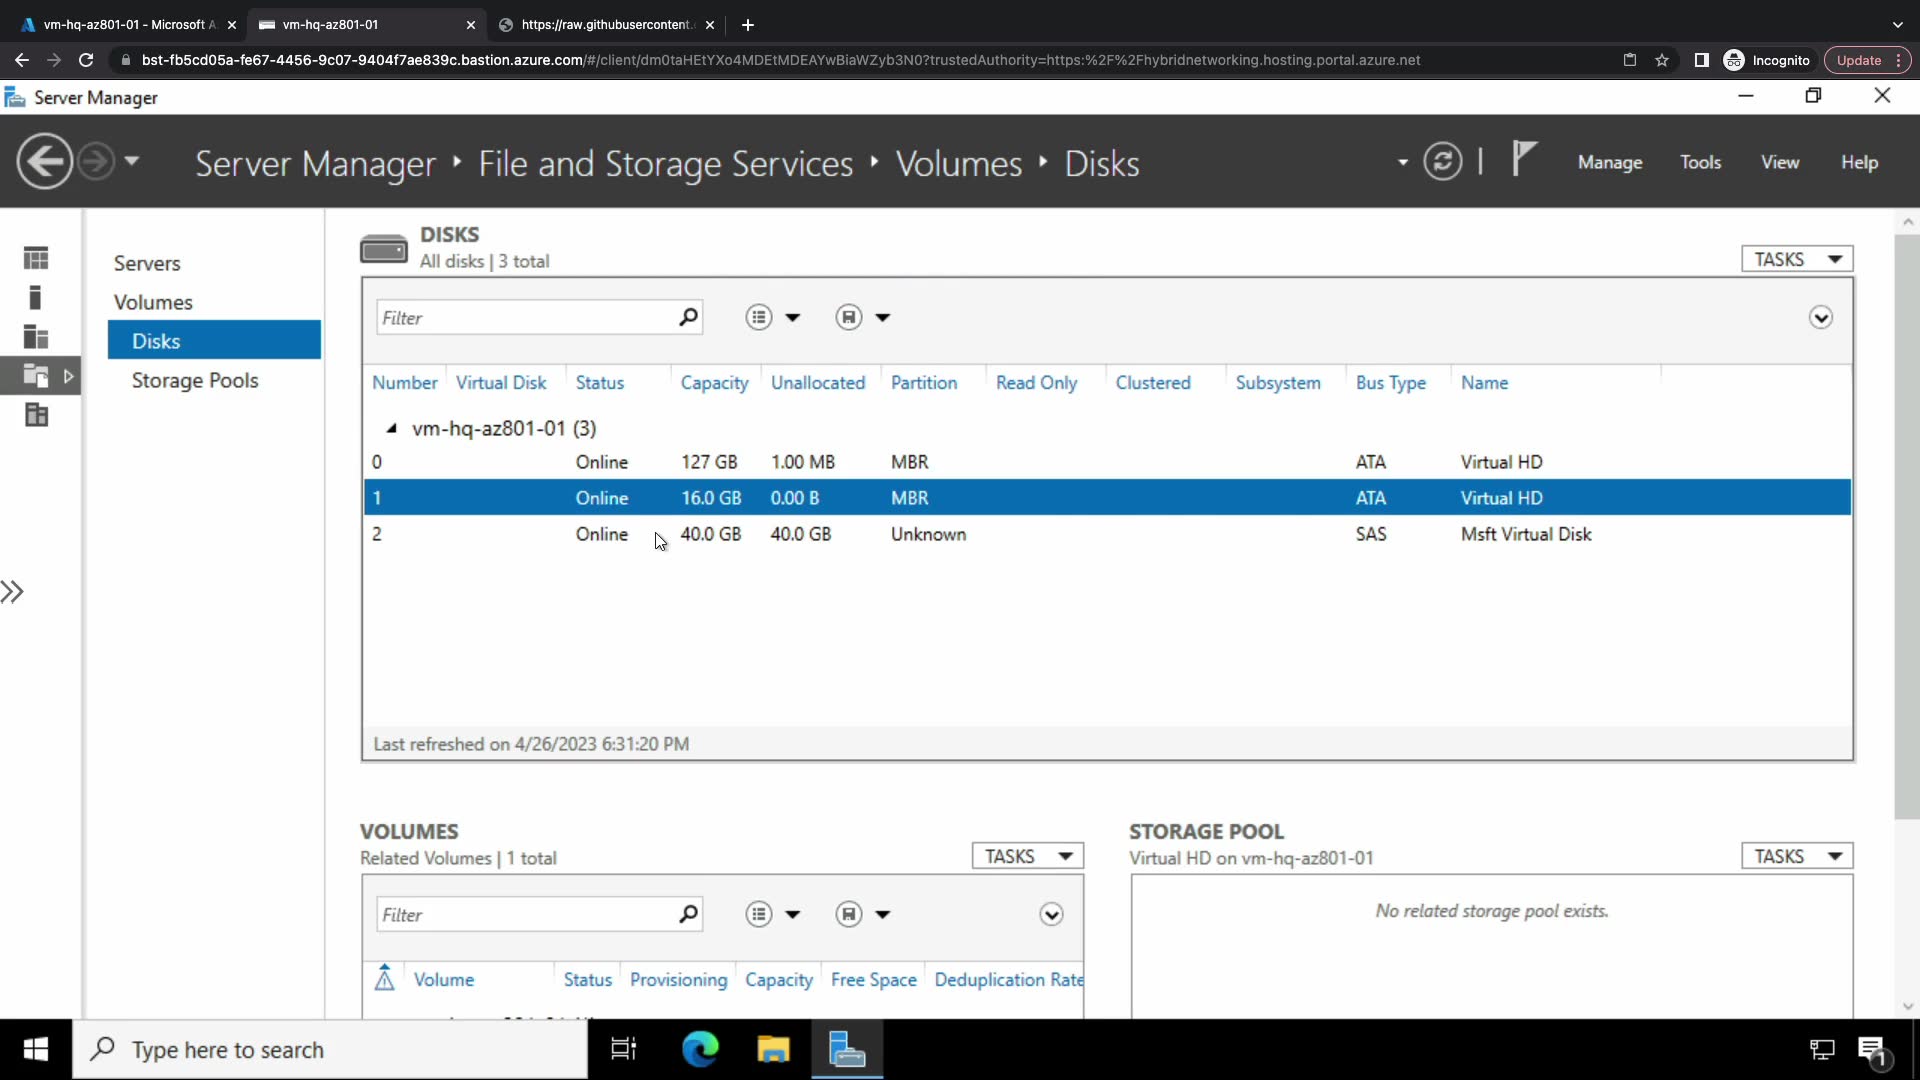 vm-hq-az801-01 - Microsoft A
vm-hq-az801-01
https://raw.githubusercontent.
bst-fb5cd05a-fe67-4456-9c07-9404f7ae839c.bastion.azure.com/#/client/dm0taHEtYXo4MDEtMDEAYwBiaWZyb3N0?trustedAuthority=https:%2F%2Fhybridnetworking.hosting.portal.azure.net
Incognito
Update
Server Manager
Server Manager ‣ File and Storage Services ‣ Volumes ‣ Disks
Manage
Tools
View
Help
Servers
Volumes
Disks
Storage Pools
DISKS
All disks | 3 total
TASKS
Filter
Number Virtual Disk Status Capacity Unallocated Partition Read Only Clustered Subsystem Bus Type Name
vm-hq-az801-01 (3)
0 Online 127 GB 1.00 MB MBR ATA Virtual HD
1 Online 16.0 GB 0.00 B MBR ATA Virtual HD
2 Online 40.0 GB 40.0 GB Unknown SAS Msft Virtual Disk
Last refreshed on 4/26/2023 6:31:20 PM
VOLUMES
Related Volumes | 1 total
TASKS
Filter
Volume Status Provisioning Capacity Free Space Deduplication Rate
STORAGE POOL
Virtual HD on vm-hq-az801-01
TASKS
No related storage pool exists.
Type here to search
1